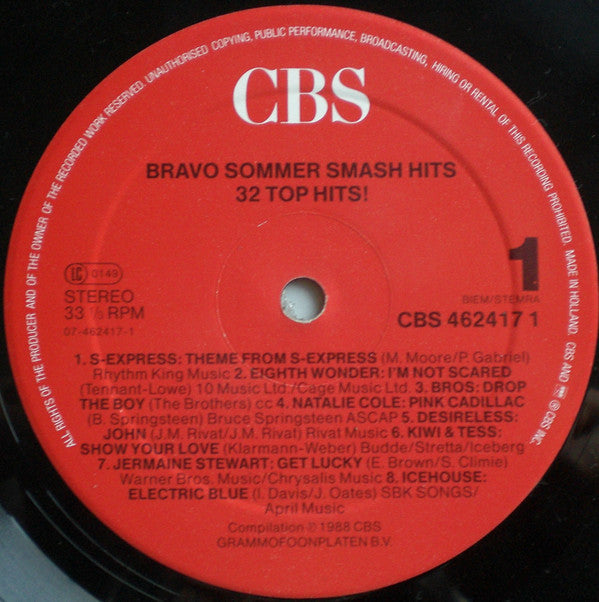 ALL RIGHTS OF THE PRODUCER AND OF THE OWNER OF THE RECORDED WORK RESERVED. UNAUTHORISED COPYING, PUBLIC PERFORMANCE, BROADCASTING, HIRING OR RENTAL OF THIS RECORDING PROHIBITED. MADE IN HOLLAND. CBS AND ARE ® CBS INC.
CBS
BRAVO SOMMER SMASH HITS
32 TOP HITS!
LC 0149
STEREO
33 ⅓ RPM
07-462417-1
1
BIEM/STEMRA
CBS 462417 1
1. S-EXPRESS: THEME FROM S-EXPRESS (M. Moore/P. Gabriel)
Rhythm King Music 2. EIGHTH WONDER: I'M NOT SCARED
(Tennant-Lowe) 10 Music Ltd./Cage Music Ltd. 3. BROS: DROP
THE BOY (The Brothers) cc 4. NATALIE COLE: PINK CADILLAC
(B. Springsteen) Bruce Springsteen ASCAP 5. DESIRELESS:
JOHN (J.M. Rivat/J.M. Rivat) Rivat Music 6. KIWI & TESS:
SHOW YOUR LOVE (Klarmann-Weber) Budde/Stretta/Iceberg
7. JERMAINE STEWART: GET LUCKY (E. Brown/S. Climie)
Warner Bros. Music/Chrysalis Music 8. ICEHOUSE:
ELECTRIC BLUE (I. Davis/J. Oates) SBK SONGS/
April Music
Compilation ℗ 1988 CBS
GRAMMOFOONPLATEN B.V.